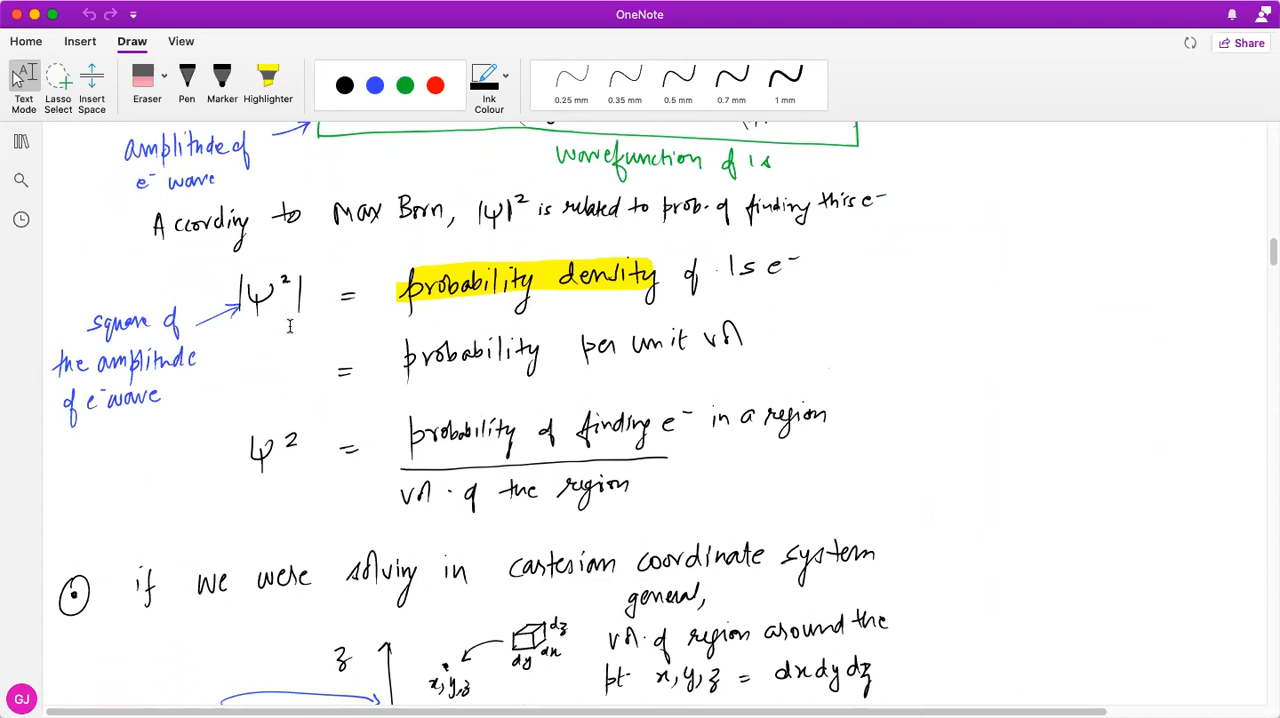 OneNote
Home Insert Draw View
Share
Text Mode
Lasso Select
Insert Space
Eraser
Pen
Marker
Highlighter
Ink Colour
0.25 mm
0.35 mm
0.5 mm
0.7 mm
1 mm
amplitude of
e⁻ wave
wavefunction of 1s
According to Max Born, |ψ|² is related to prob. of finding this e⁻
|ψ²| = probability density of 1s e⁻
square of
the amplitude
of e⁻ wave
= probability per unit vol
ψ² = probability of finding e⁻ in a region
vol. of the region
if we were solving in cartesian coordinate system
general,
z
dz
dy dx
x,y,z
vol. of region around the
pt. x,y,z = dxdydz
GJ